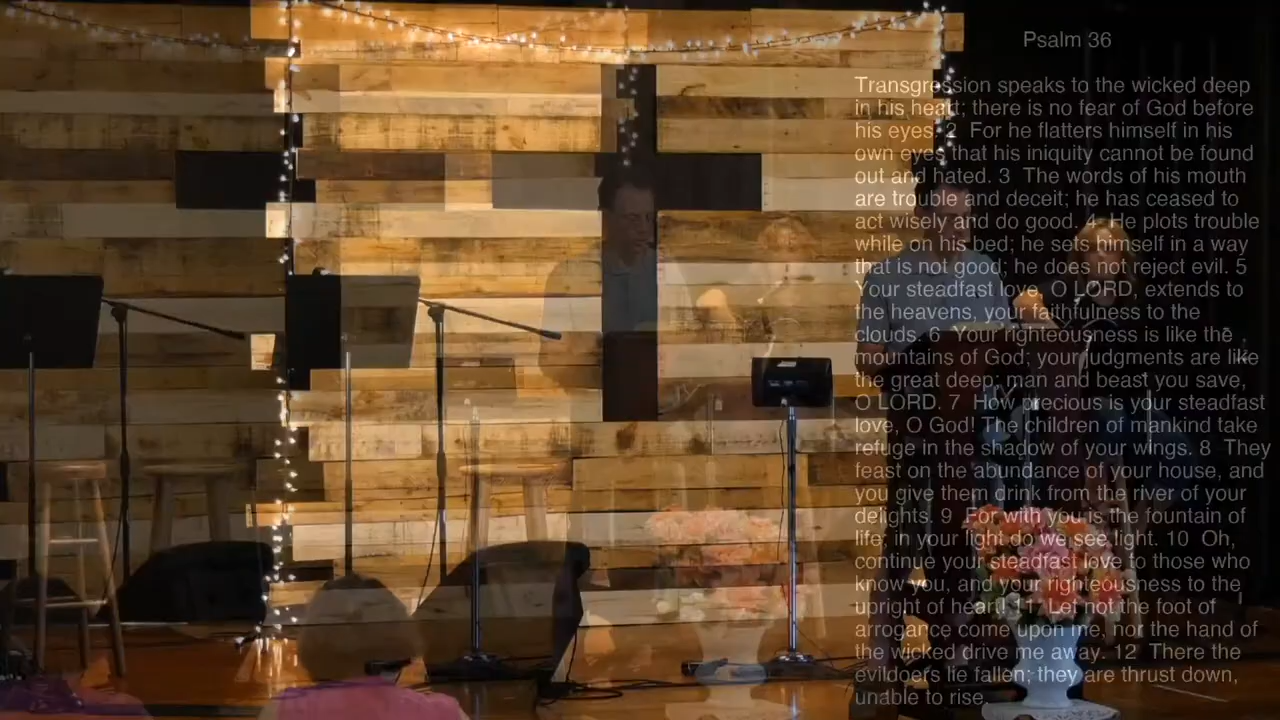 Psalm 36
Transgression speaks to the wicked deep
in his heart; there is no fear of God before
his eyes. 2 For he flatters himself in his
own eyes that his iniquity cannot be found
out and hated. 3 The words of his mouth
are trouble and deceit; he has ceased to
act wisely and do good. 4 He plots trouble
while on his bed; he sets himself in a way
that is not good; he does not reject evil. 5
Your steadfast love, O LORD, extends to
the heavens, your faithfulness to the
clouds. 6 Your righteousness is like the
mountains of God; your judgments are like
the great deep; man and beast you save,
O LORD. 7 How precious is your steadfast
love, O God! The children of mankind take
refuge in the shadow of your wings. 8 They
feast on the abundance of your house, and
you give them drink from the river of your
delights. 9 For with you is the fountain of
life; in your light do we see light. 10 Oh,
continue your steadfast love to those who
know you, and your righteousness to the
upright of heart! 11 Let not the foot of
arrogance come upon me, nor the hand of
the wicked drive me away. 12 There the
evildoers lie fallen; they are thrust down,
unable to rise.